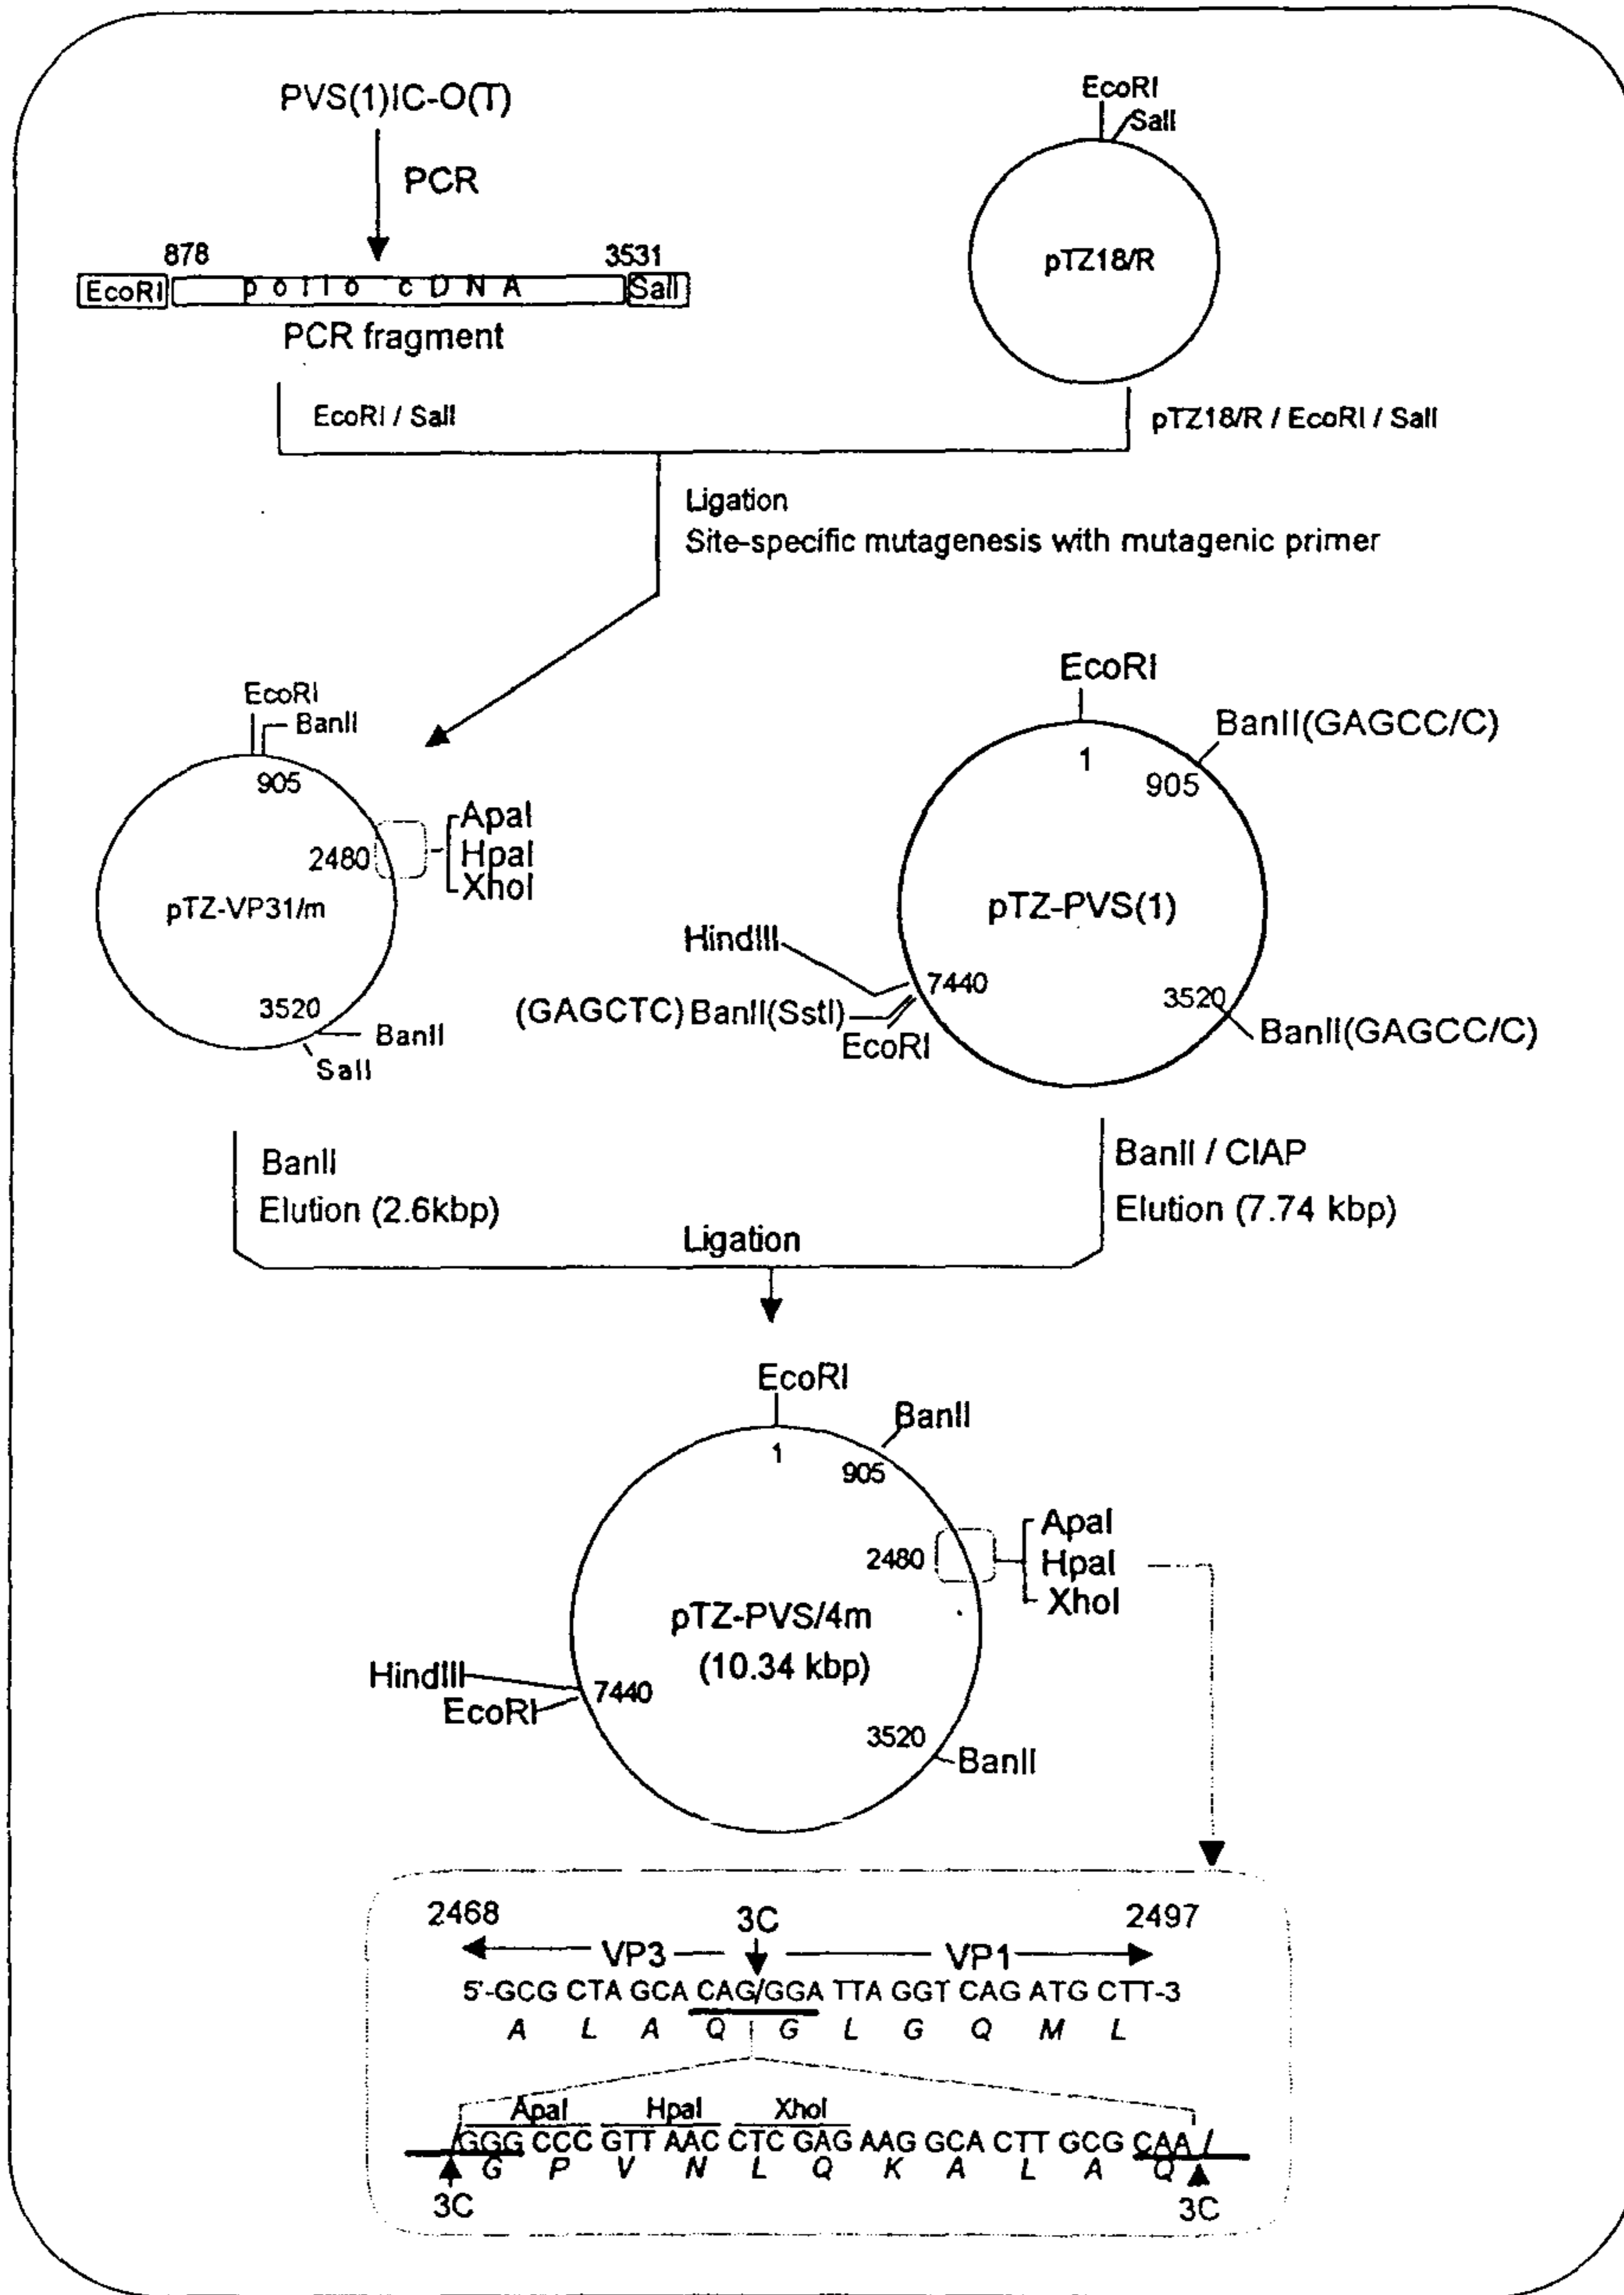 PVS(1)IC-O(T)
PCR
878
3531
EcoRI
polio cDNA
SalI
PCR fragment
EcoRI / SalI
EcoRI
SalI
pTZ18/R
pTZ18/R / EcoRI / SalI
Ligation
Site-specific mutagenesis with mutagenic primer
EcoRI
BanII
905
2480
ApaI
HpaI
XhoI
pTZ-VP31/m
3520
BanII
SalI
EcoRI
1
BanII(GAGCC/C)
905
pTZ-PVS(1)
HindIII
7440
(GAGCTC)BanII(SstI)
EcoRI
3520
BanII(GAGCC/C)
BanII
Elution (2.6kbp)
BanII / CIAP
Elution (7.74 kbp)
Ligation
EcoRI
1
BanII
905
2480
ApaI
HpaI
XhoI
pTZ-PVS/4m
(10.34 kbp)
HindIII
EcoRI
7440
3520
BanII
2468
3C
2497
VP3
VP1
5'-GCG CTA GCA CAG/GGA TTA GGT CAG ATG CTT-3
A L A Q G L G Q M L
ApaI HpaI XhoI
/GGG CCC GTT AAC CTC GAG AAG GCA CTT GCG CAA /
G P V N L Q K A L A Q
3C
3C